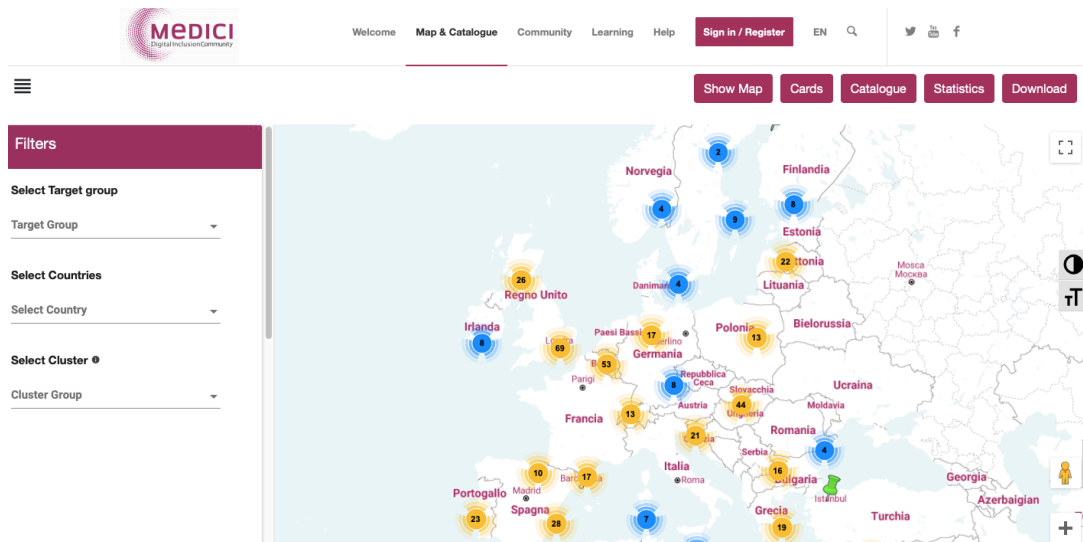 MEDICI
Digital Inclusion Community
Welcome Map & Catalogue Community Learning Help Sign in / Register EN
Show Map Cards Catalogue Statistics Download
Filters
Select Target group
Target Group
Select Countries
Select Country
Select Cluster
Cluster Group
2
Norvegia
Finlandia
4
8
9
Estonia
22
ttonia
Mosca
Москва
26
Danimar
4
Lituania
Regno Unito
Irlanda
8
69
Paesi Bassi
17
erlino
Polonia
13
Bielorussia
53
Germania
Parigi
8
Repubblica
Ceca
Slovacchia
Ucraina
Francia
13
Austria
44
Ungheria
Moldavia
21
Romania
4
Serbia
10
17
Italia
Roma
16
Bulgaria
Georgia
Portogallo
Madrid
Istanbul
Azerbaigian
23
Spagna
28
7
Grecia
19
Turchia